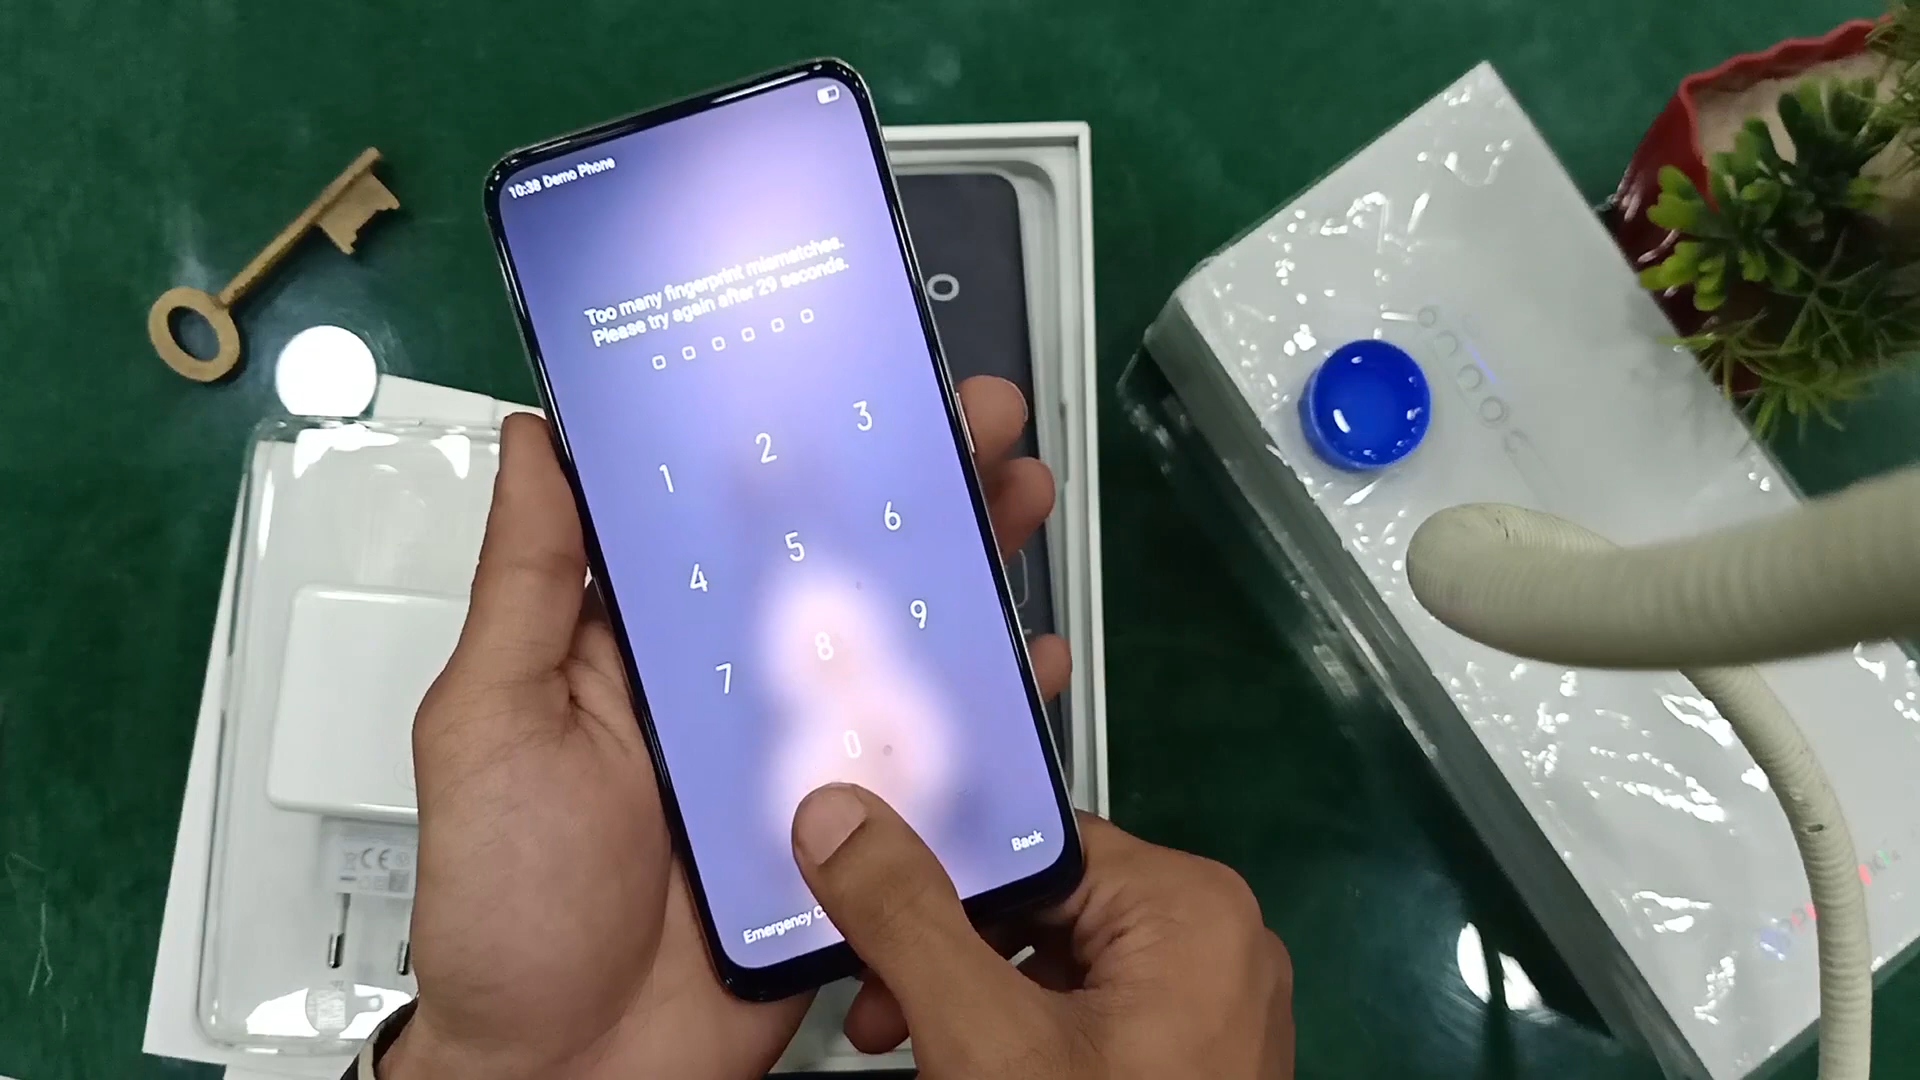 10:38 Demo Phone
Too many fingerprint mismatches.
Please try again after 29 seconds.
1 2 3
4 5 6
7 8 9
0
Back
Emergency C
CE